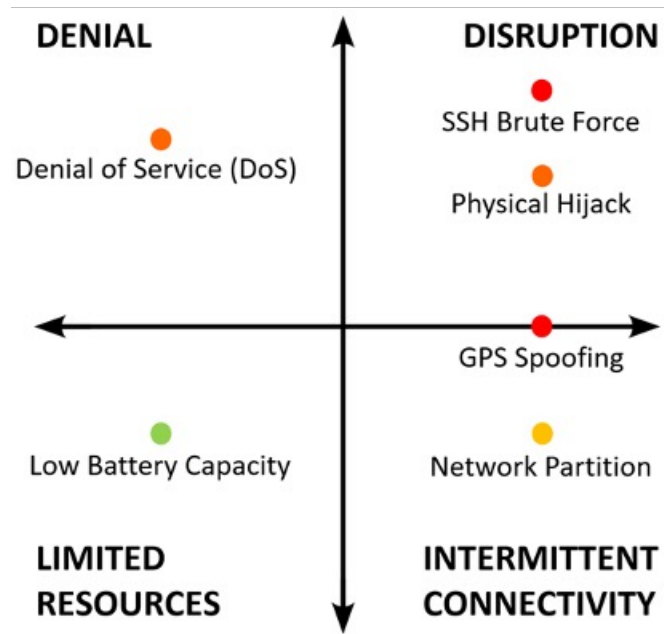 DENIAL
DISRUPTION
SSH Brute Force
Denial of Service (DoS)
Physical Hijack
GPS Spoofing
Low Battery Capacity
Network Partition
LIMITED
RESOURCES
INTERMITTENT
CONNECTIVITY